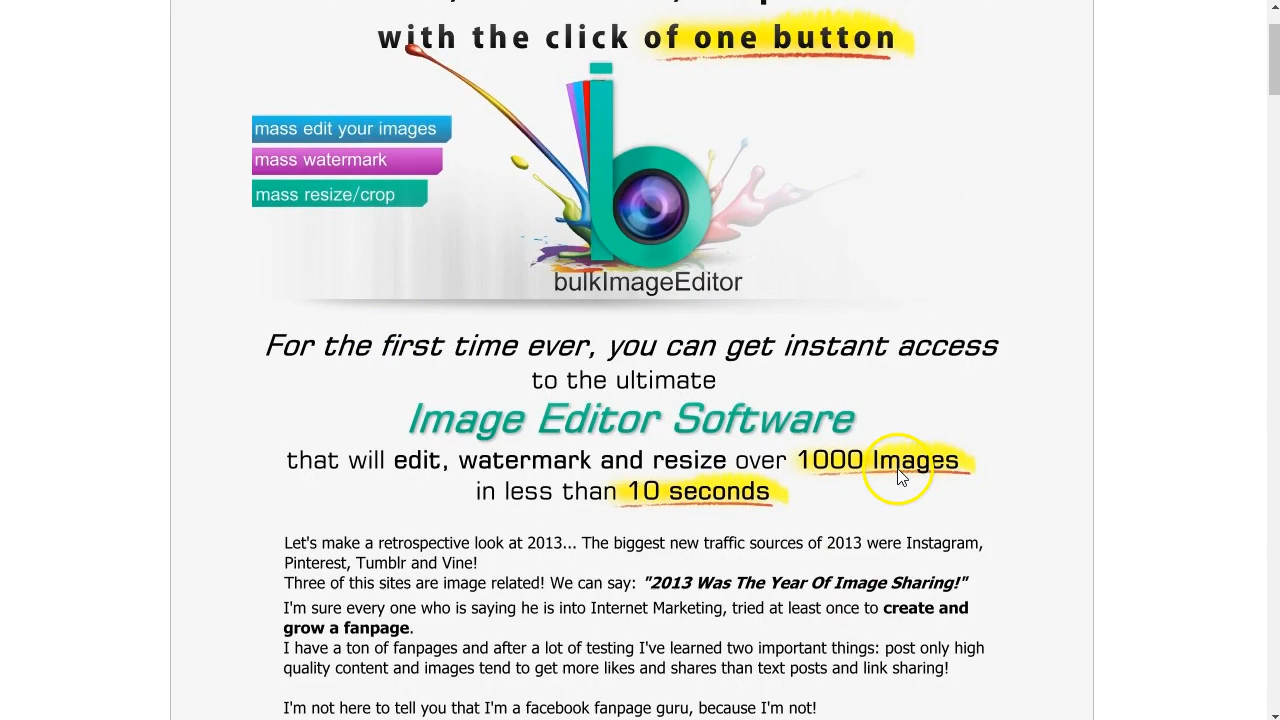 with the click of one button
mass edit your images
mass watermark
mass resize/crop
bulkImageEditor
For the first time ever, you can get instant access
to the ultimate
Image Editor Software
that will edit, watermark and resize over 1000 Images
in less than 10 seconds
Let's make a retrospective look at 2013... The biggest new traffic sources of 2013 were Instagram,
Pinterest, Tumblr and Vine!
Three of this sites are image related! We can say: "2013 Was The Year Of Image Sharing!"
I'm sure every one who is saying he is into Internet Marketing, tried at least once to create and
grow a fanpage.
I have a ton of fanpages and after a lot of testing I've learned two important things: post only high
quality content and images tend to get more likes and shares than text posts and link sharing!
I'm not here to tell you that I'm a facebook fanpage guru, because I'm not!